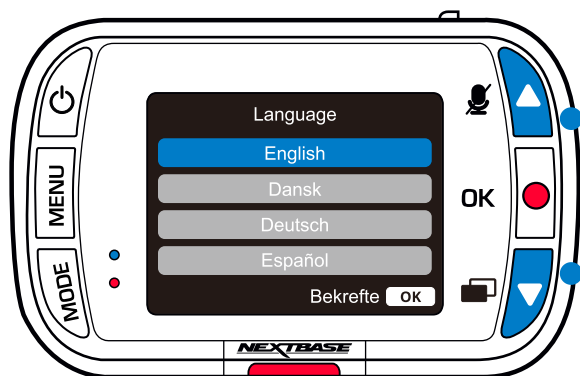 Language
English
MENU
Dansk
OK
Deutsch
Español
MODE
Bekrefte OK
NEXTBASE